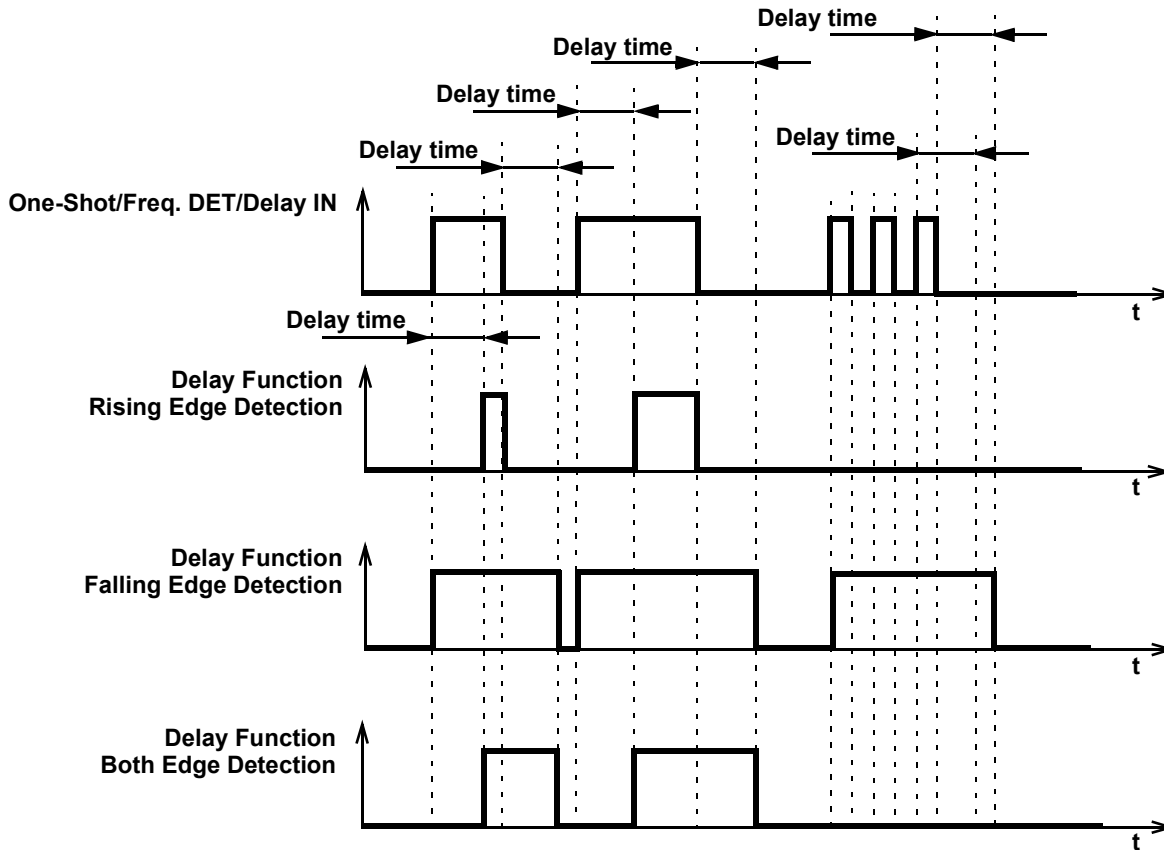 Delay time
Delay time
Delay time
Delay time
Delay time
One-Shot/Freq. DET/Delay IN
t
Delay time
Delay Function
Rising Edge Detection
t
Delay Function
Falling Edge Detection
t
Delay Function
Both Edge Detection
t